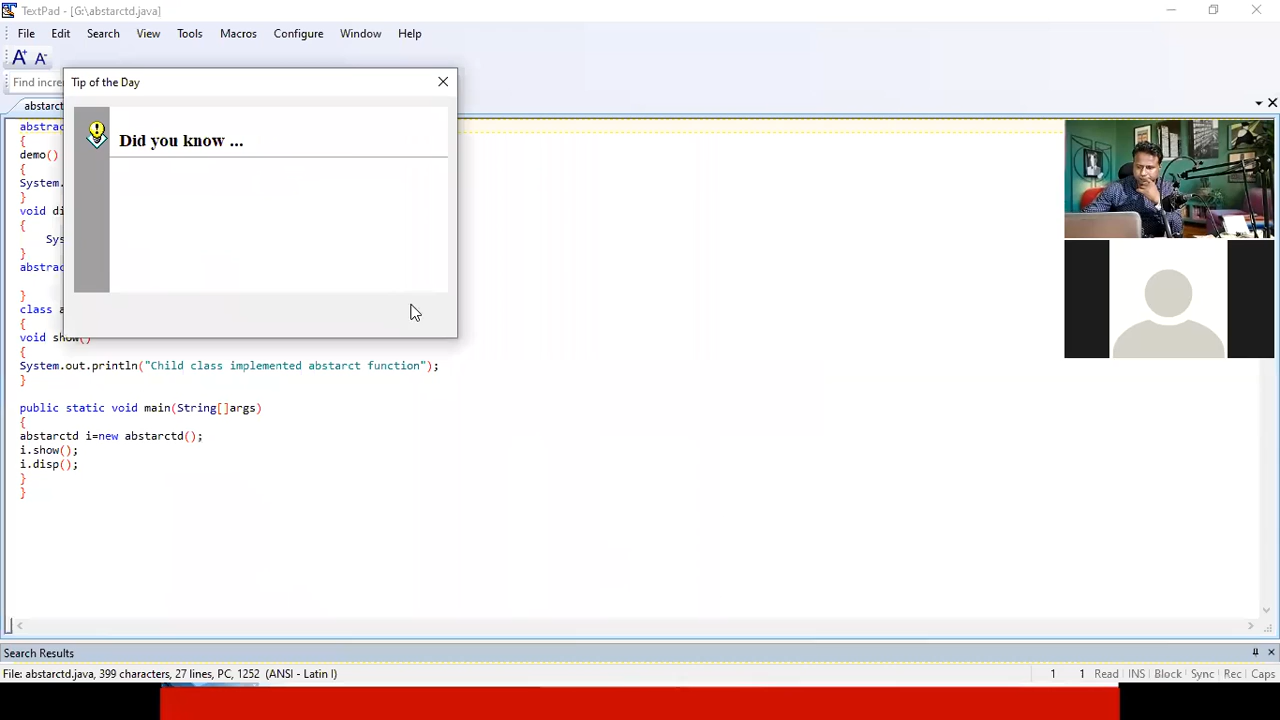 TextPad - [G:\abstarctd.java]
File Edit Search View Tools Macros Configure Window Help
A+ A-
Find incre
Tip of the Day
abstarct
Did you know ...
abstrac
{
demo()
{
System.
}
void di
{
Sys
}
abstrac
}
class a
{
void show()
{
System.out.println("Child class implemented abstarct function");
}
public static void main(String[]args)
{
abstarctd i=new abstarctd();
i.show();
i.disp();
}
}
Search Results
File: abstarctd.java, 399 characters, 27 lines, PC, 1252 (ANSI - Latin I) 1 1 Read INS Block Sync Rec Caps